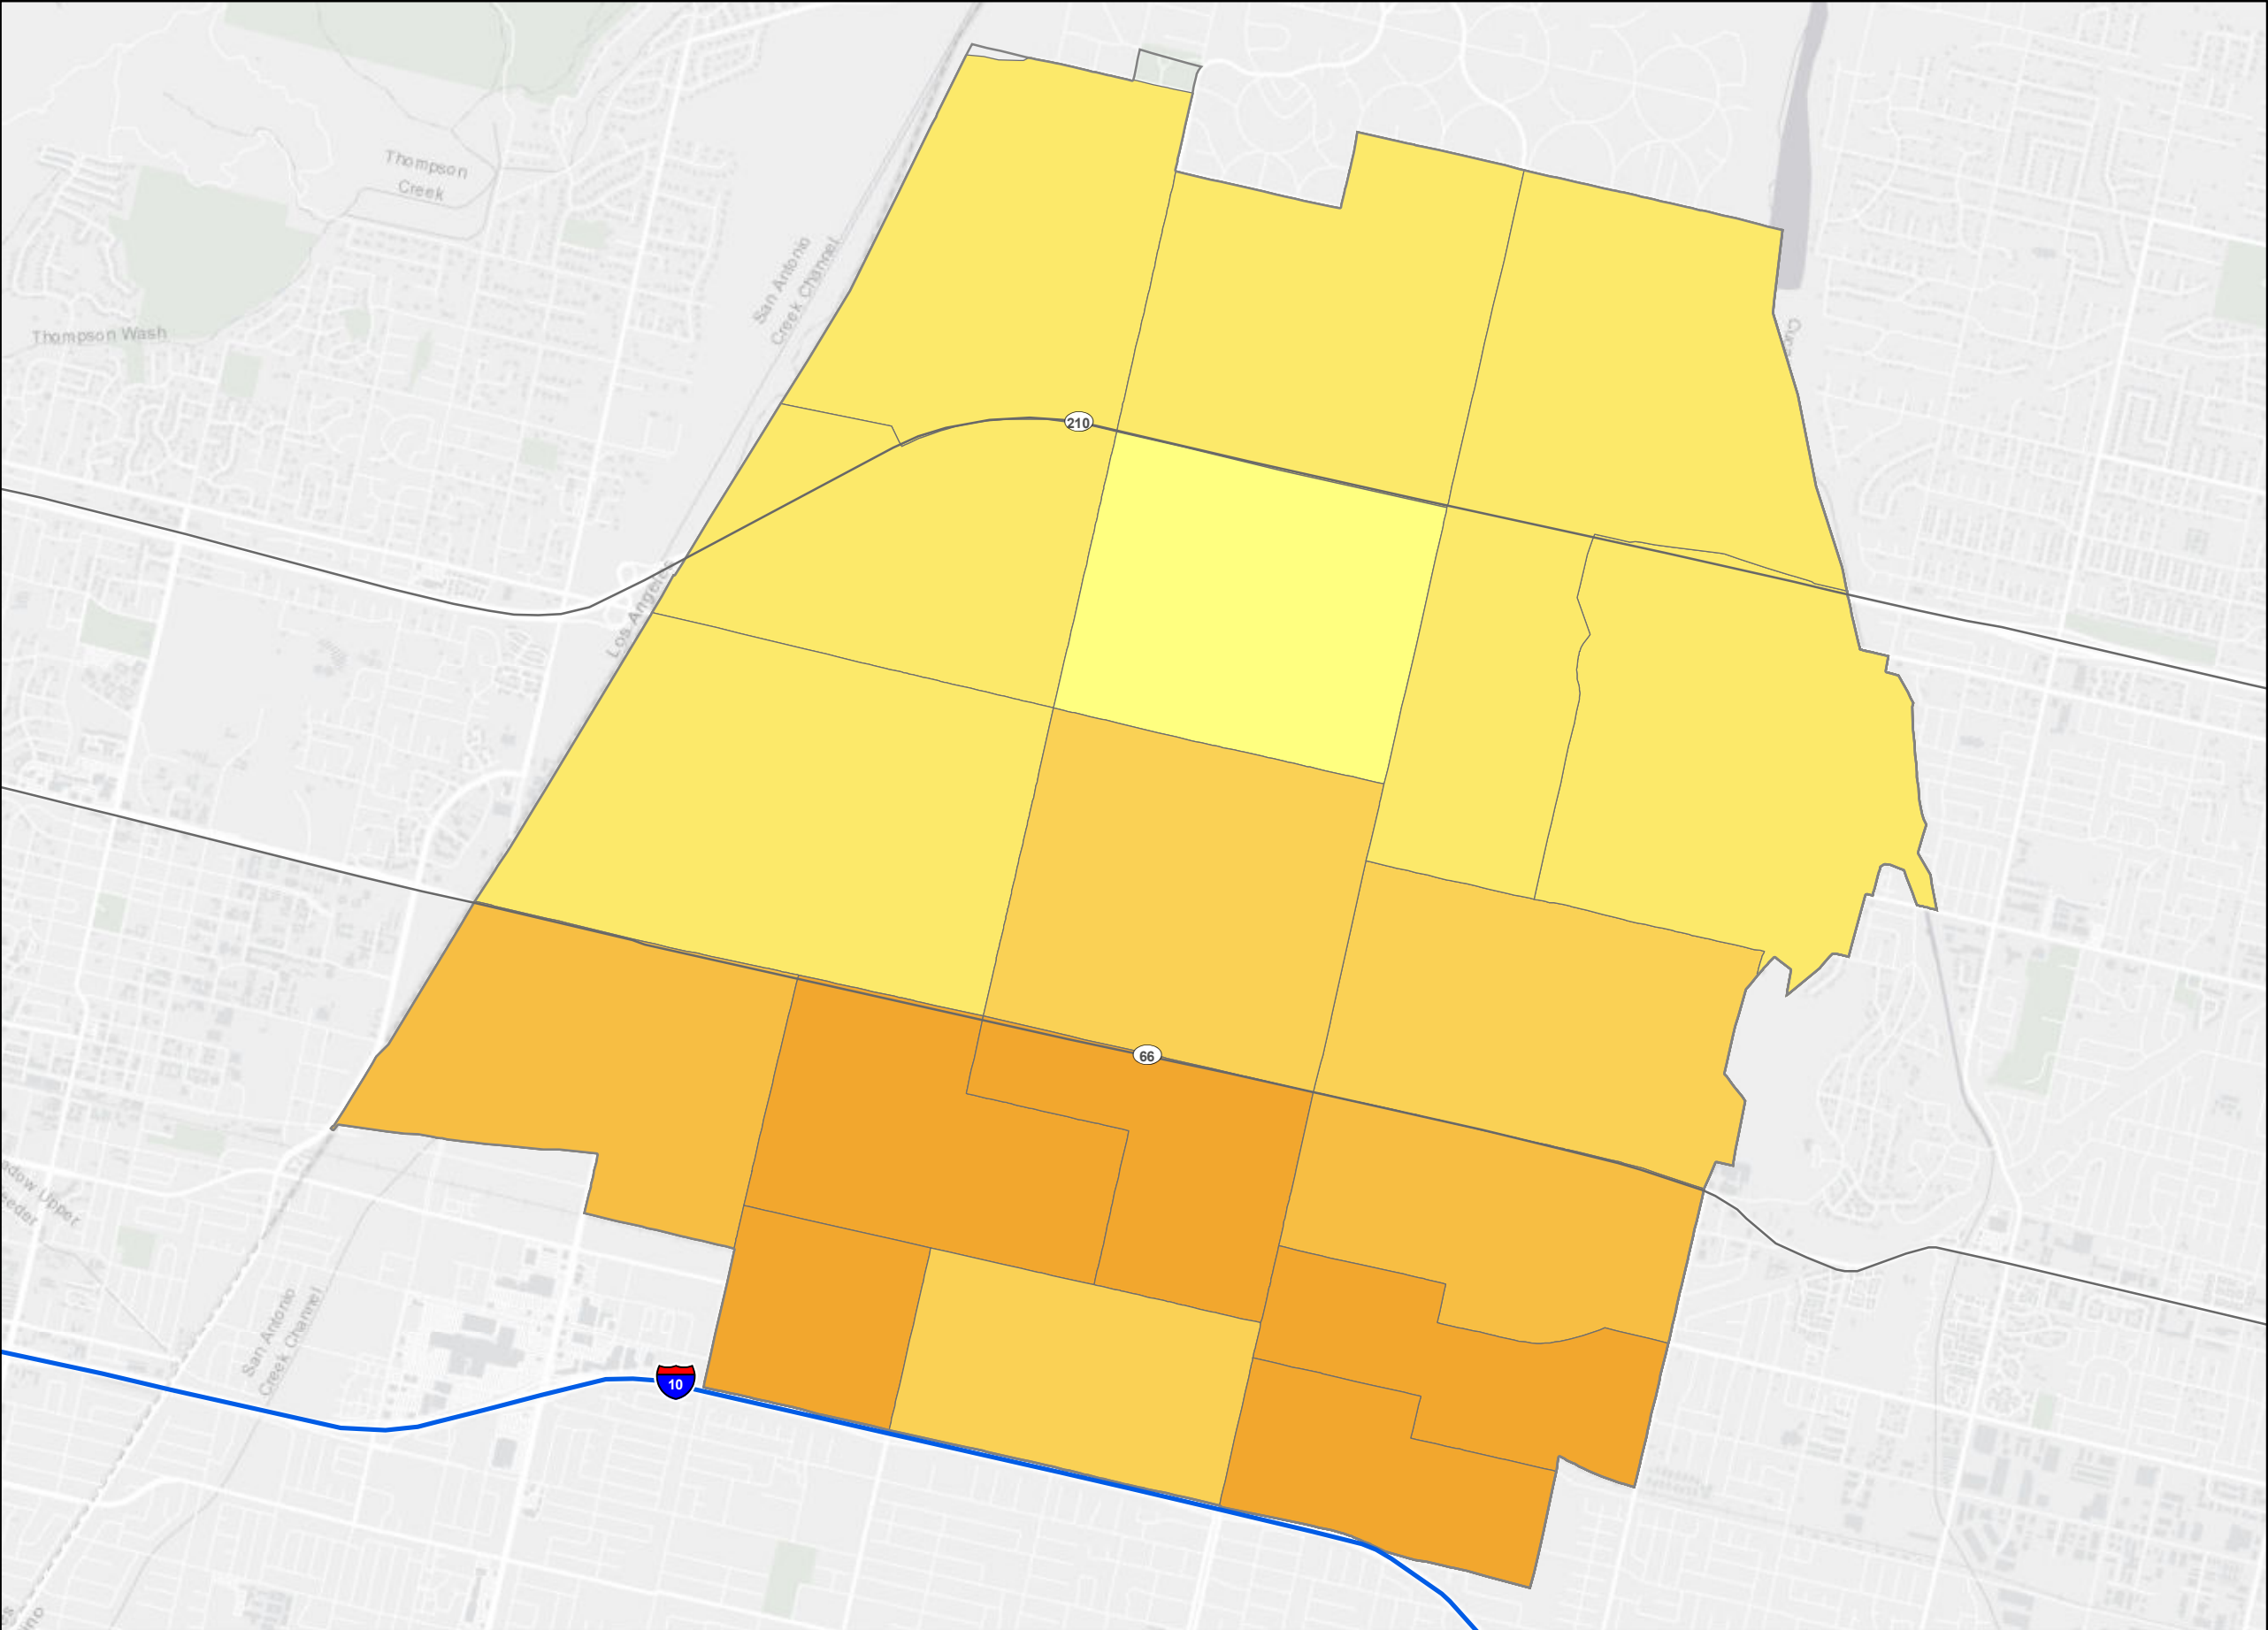 Thompson
Creek
San Antonio
Creek Channel
Thompson Wash
210
Los Angeles
66
10
San Antonio
Creek Channel